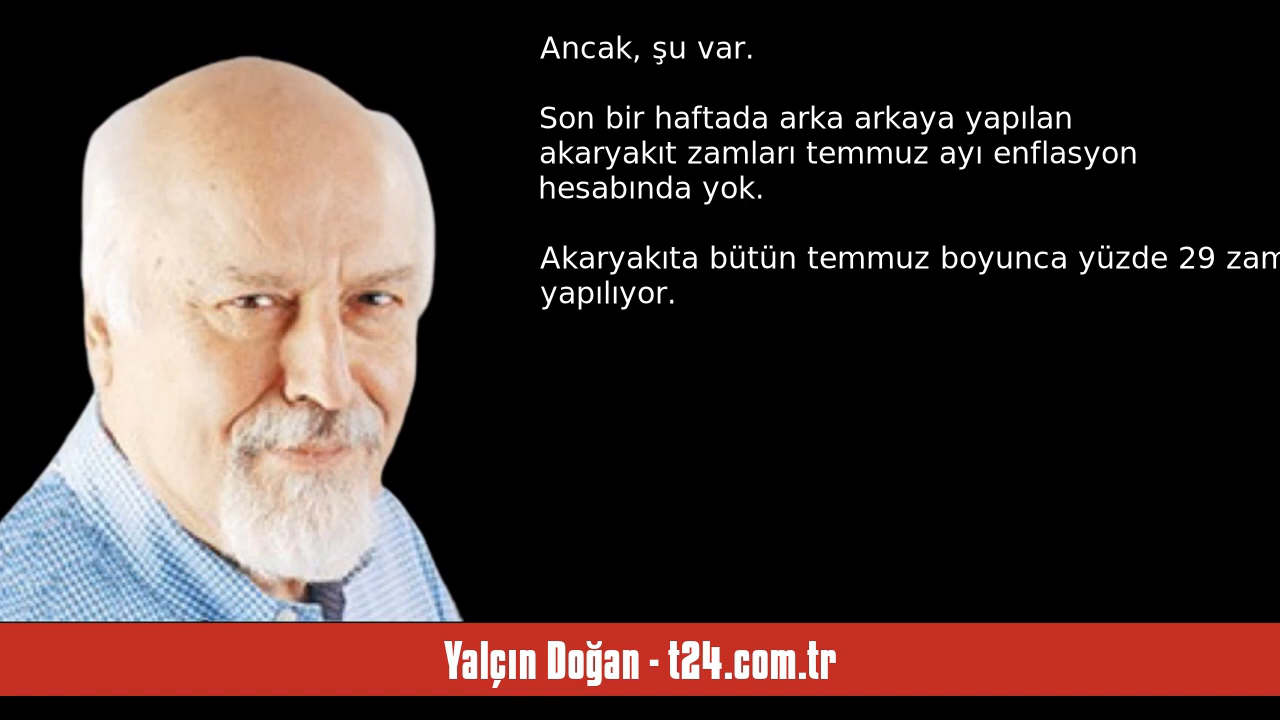 Ancak, şu var.
Son bir haftada arka arkaya yapılan
akaryakıt zamları temmuz ayı enflasyon
hesabında yok.
Akaryakıta bütün temmuz boyunca yüzde 29 zam
yapılıyor.
Yalçın Doğan - t24.com.tr